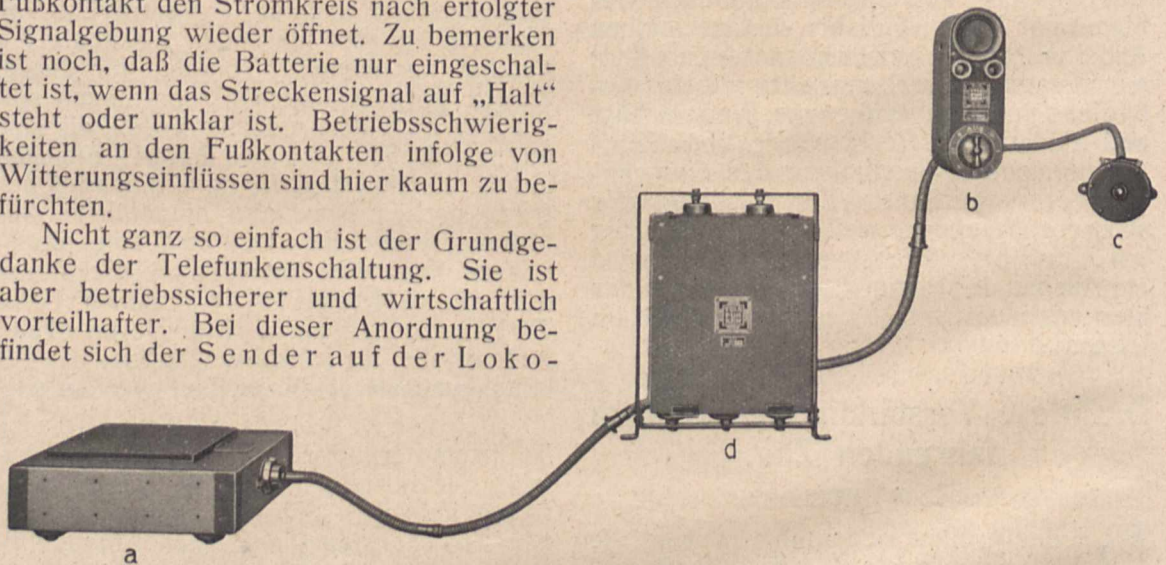 Fußkontakt den Stromkreis nach erfolgter
Signalgebung wieder öffnet. Zu bemerken
ist noch, daß die Batterie nur eingeschal-
tet ist, wenn das Streckensignal auf „Halt“
steht oder unklar ist. Betriebsschwierig-
keiten an den Fußkontakten infolge von
Witterungseinflüssen sind hier kaum zu be-
fürchten.
Nicht ganz so einfach ist der Grundge-
danke der Telefunkenschaltung. Sie ist
aber betriebssicherer und wirtschaftlich
vorteilhafter. Bei dieser Anordnung be-
findet sich der Sender auf der Loko-
b
c
d
a